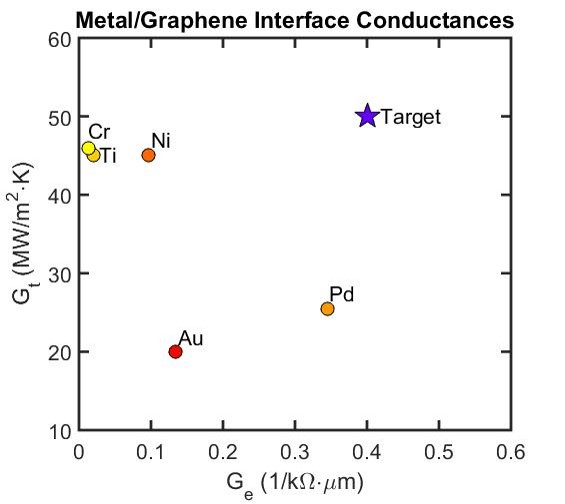 Metal/Graphene Interface Conductances
60
50
40
30
20
10
G_t (MW/m²·K)
Cr
Ti
Ni
Target
Pd
Au
0 0.1 0.2 0.3 0.4 0.5 0.6
G_e (1/kΩ·μm)